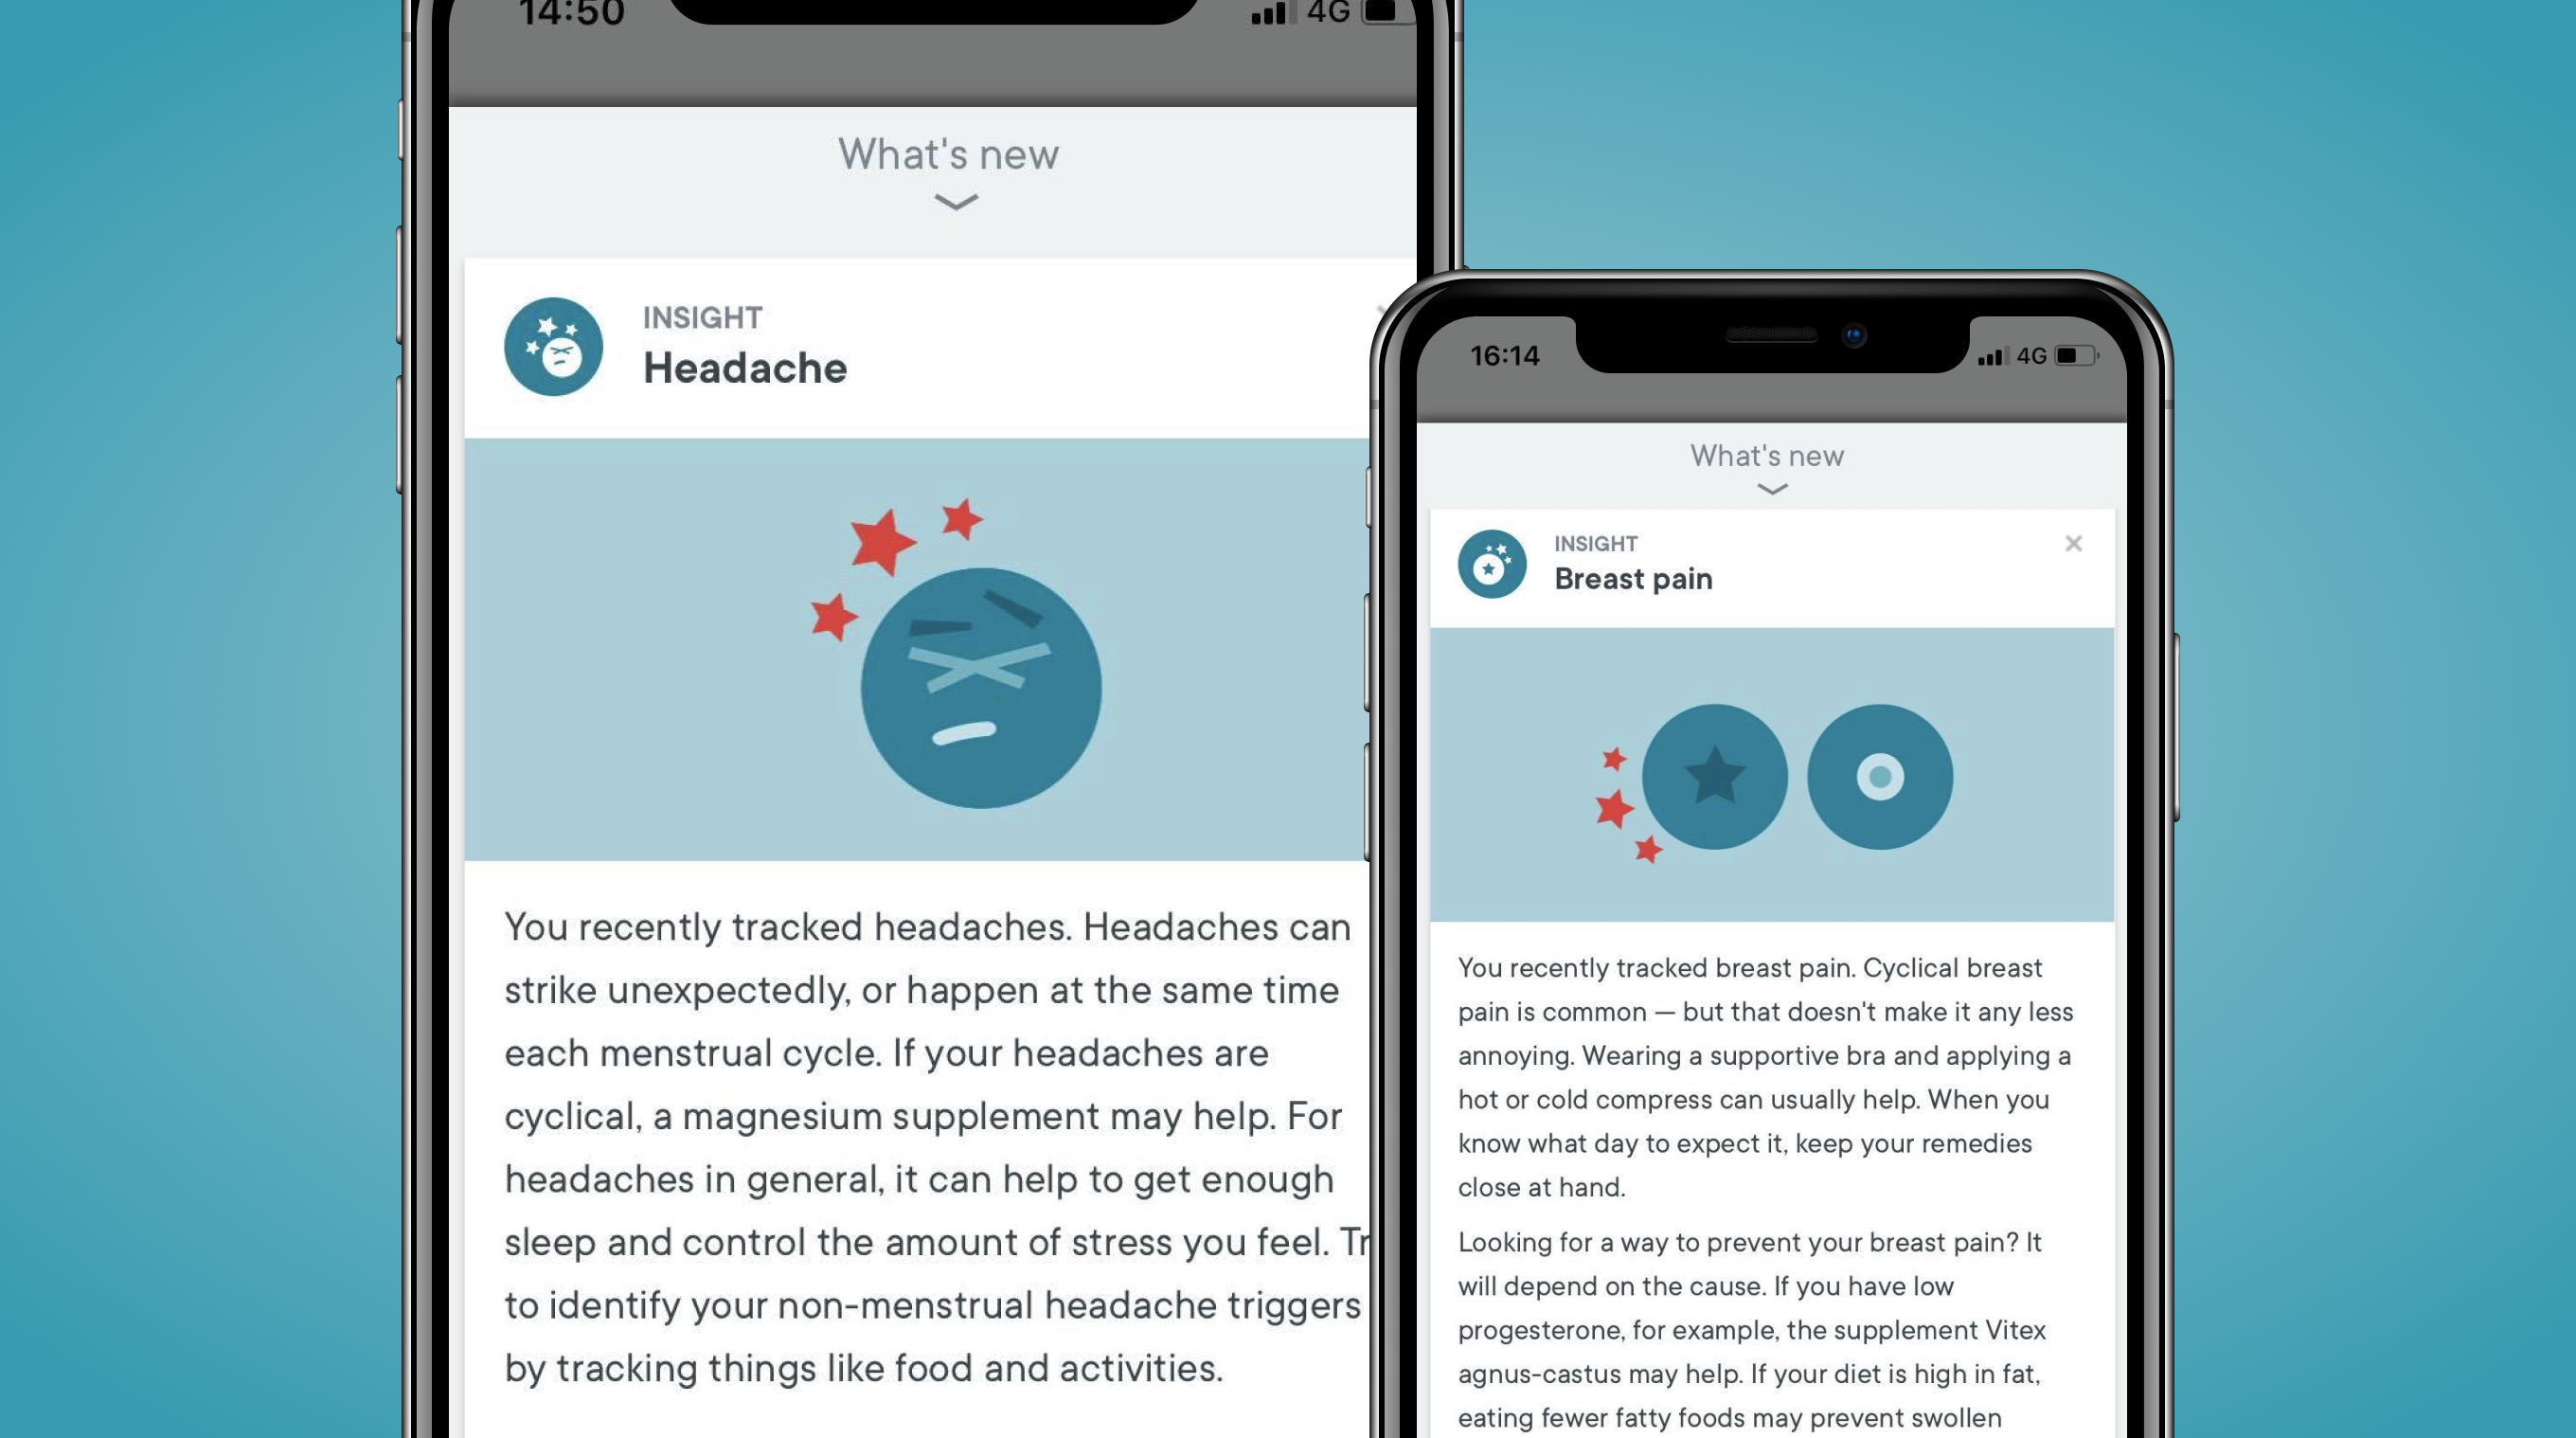 14:50
4G
What's new
INSIGHT
Headache
You recently tracked headaches. Headaches can
strike unexpectedly, or happen at the same time
each menstrual cycle. If your headaches are
cyclical, a magnesium supplement may help. For
headaches in general, it can help to get enough
sleep and control the amount of stress you feel. Tr
to identify your non-menstrual headache triggers
by tracking things like food and activities.
16:14
4G
What's new
INSIGHT
Breast pain
You recently tracked breast pain. Cyclical breast
pain is common — but that doesn't make it any less
annoying. Wearing a supportive bra and applying a
hot or cold compress can usually help. When you
know what day to expect it, keep your remedies
close at hand.
Looking for a way to prevent your breast pain? It
will depend on the cause. If you have low
progesterone, for example, the supplement Vitex
agnus-castus may help. If your diet is high in fat,
eating fewer fatty foods may prevent swollen